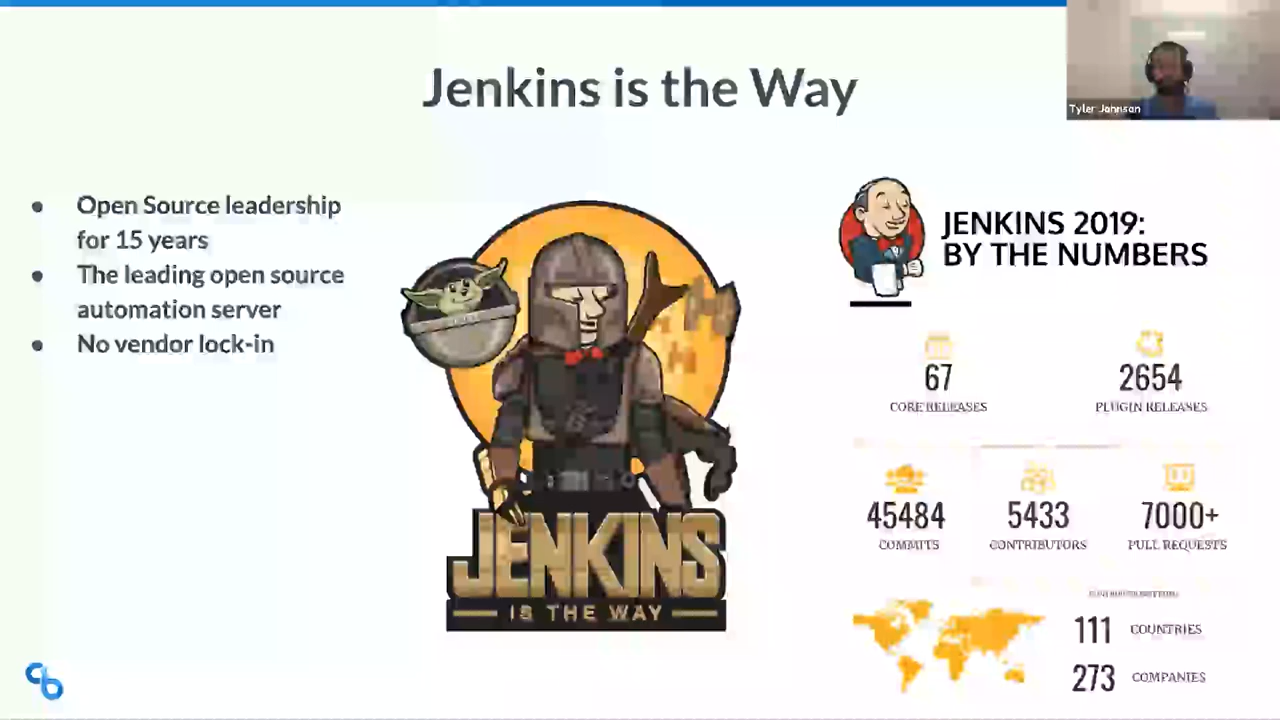 Jenkins is the Way
Tyler Johnson
● Open Source leadership
for 15 years
● The leading open source
automation server
● No vendor lock-in
JENKINS
IS THE WAY
JENKINS 2019:
BY THE NUMBERS
67
CORE RELEASES
2654
PLUGIN RELEASES
45484
COMMITS
5433
CONTRIBUTORS
7000+
PULL REQUESTS
111 COUNTRIES
273 COMPANIES